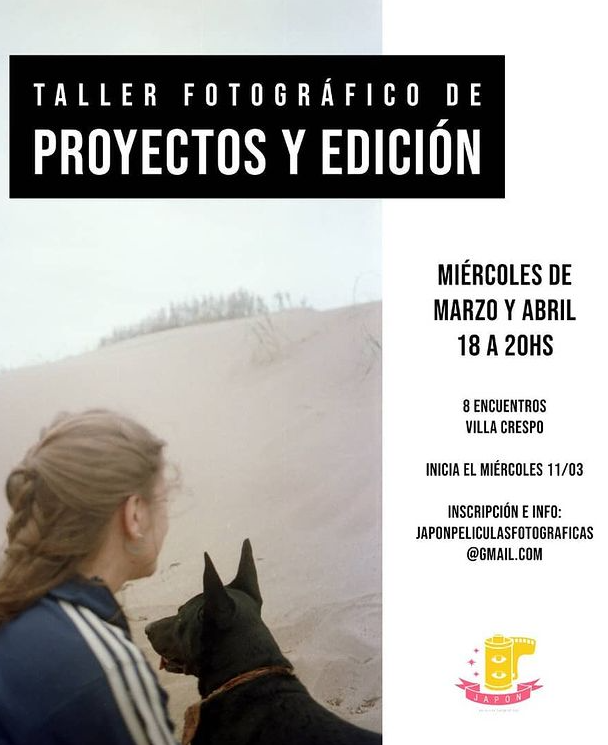 TALLER FOTOGRÁFICO DE
PROYECTOS Y EDICIÓN
MIÉRCOLES DE
MARZO Y ABRIL
18 A 20HS
8 ENCUENTROS
VILLA CRESPO
INICIA EL MIÉRCOLES 11/03
INSCRIPCIÓN E INFO:
JAPONPELICULASFOTOGRAFICAS
@GMAIL.COM
JAPON